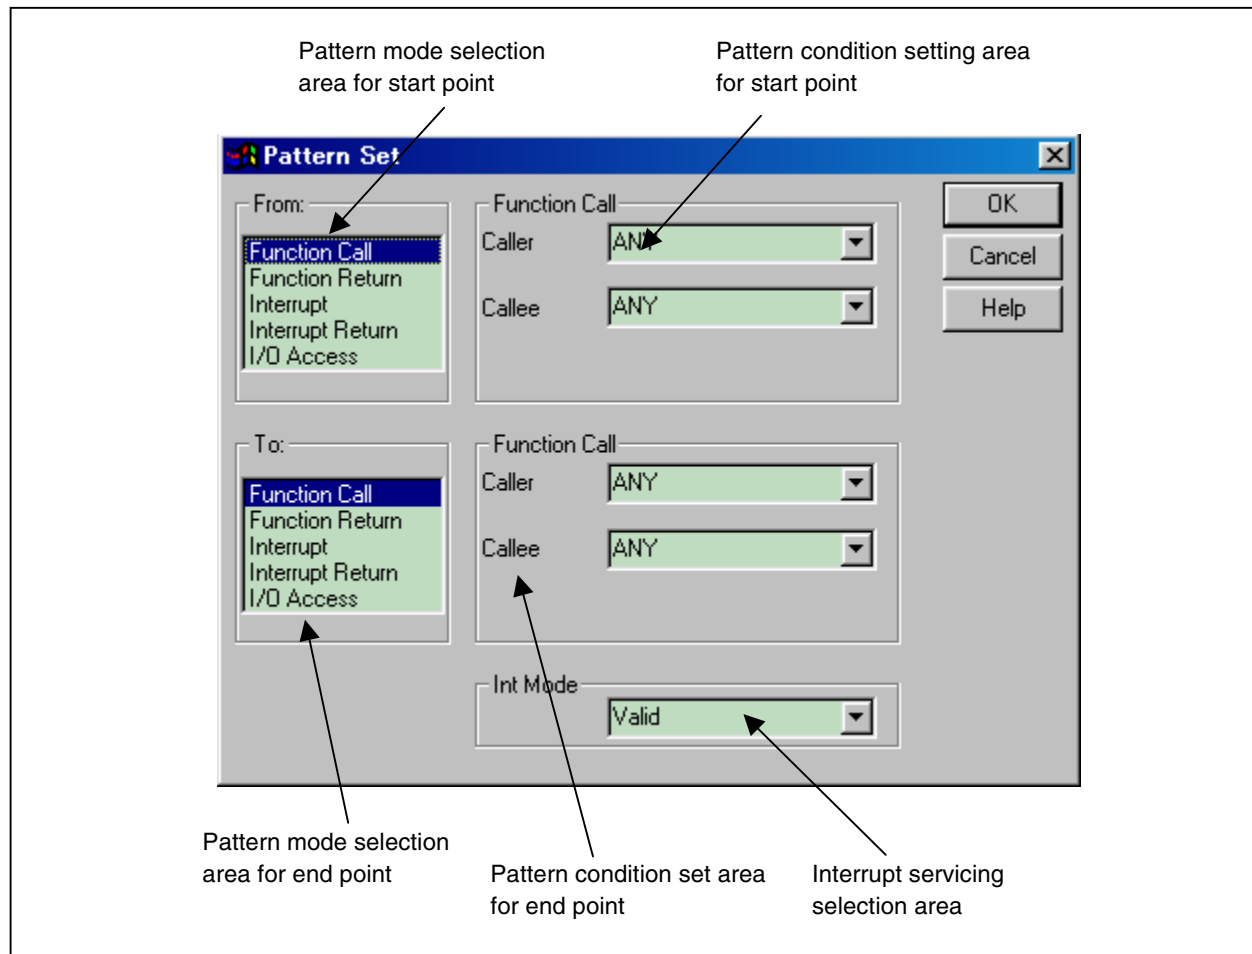 Pattern mode selection
area for start point
Pattern condition setting area
for start point
Pattern Set
From:
Function Call
Function Return
Interrupt
Interrupt Return
I/O Access
Function Call
Caller
ANY
Callee
ANY
OK
Cancel
Help
To:
Function Call
Function Return
Interrupt
Interrupt Return
I/O Access
Function Call
Caller
ANY
Callee
ANY
Int Mode
Valid
Pattern mode selection
area for end point
Pattern condition set area
for end point
Interrupt servicing
selection area